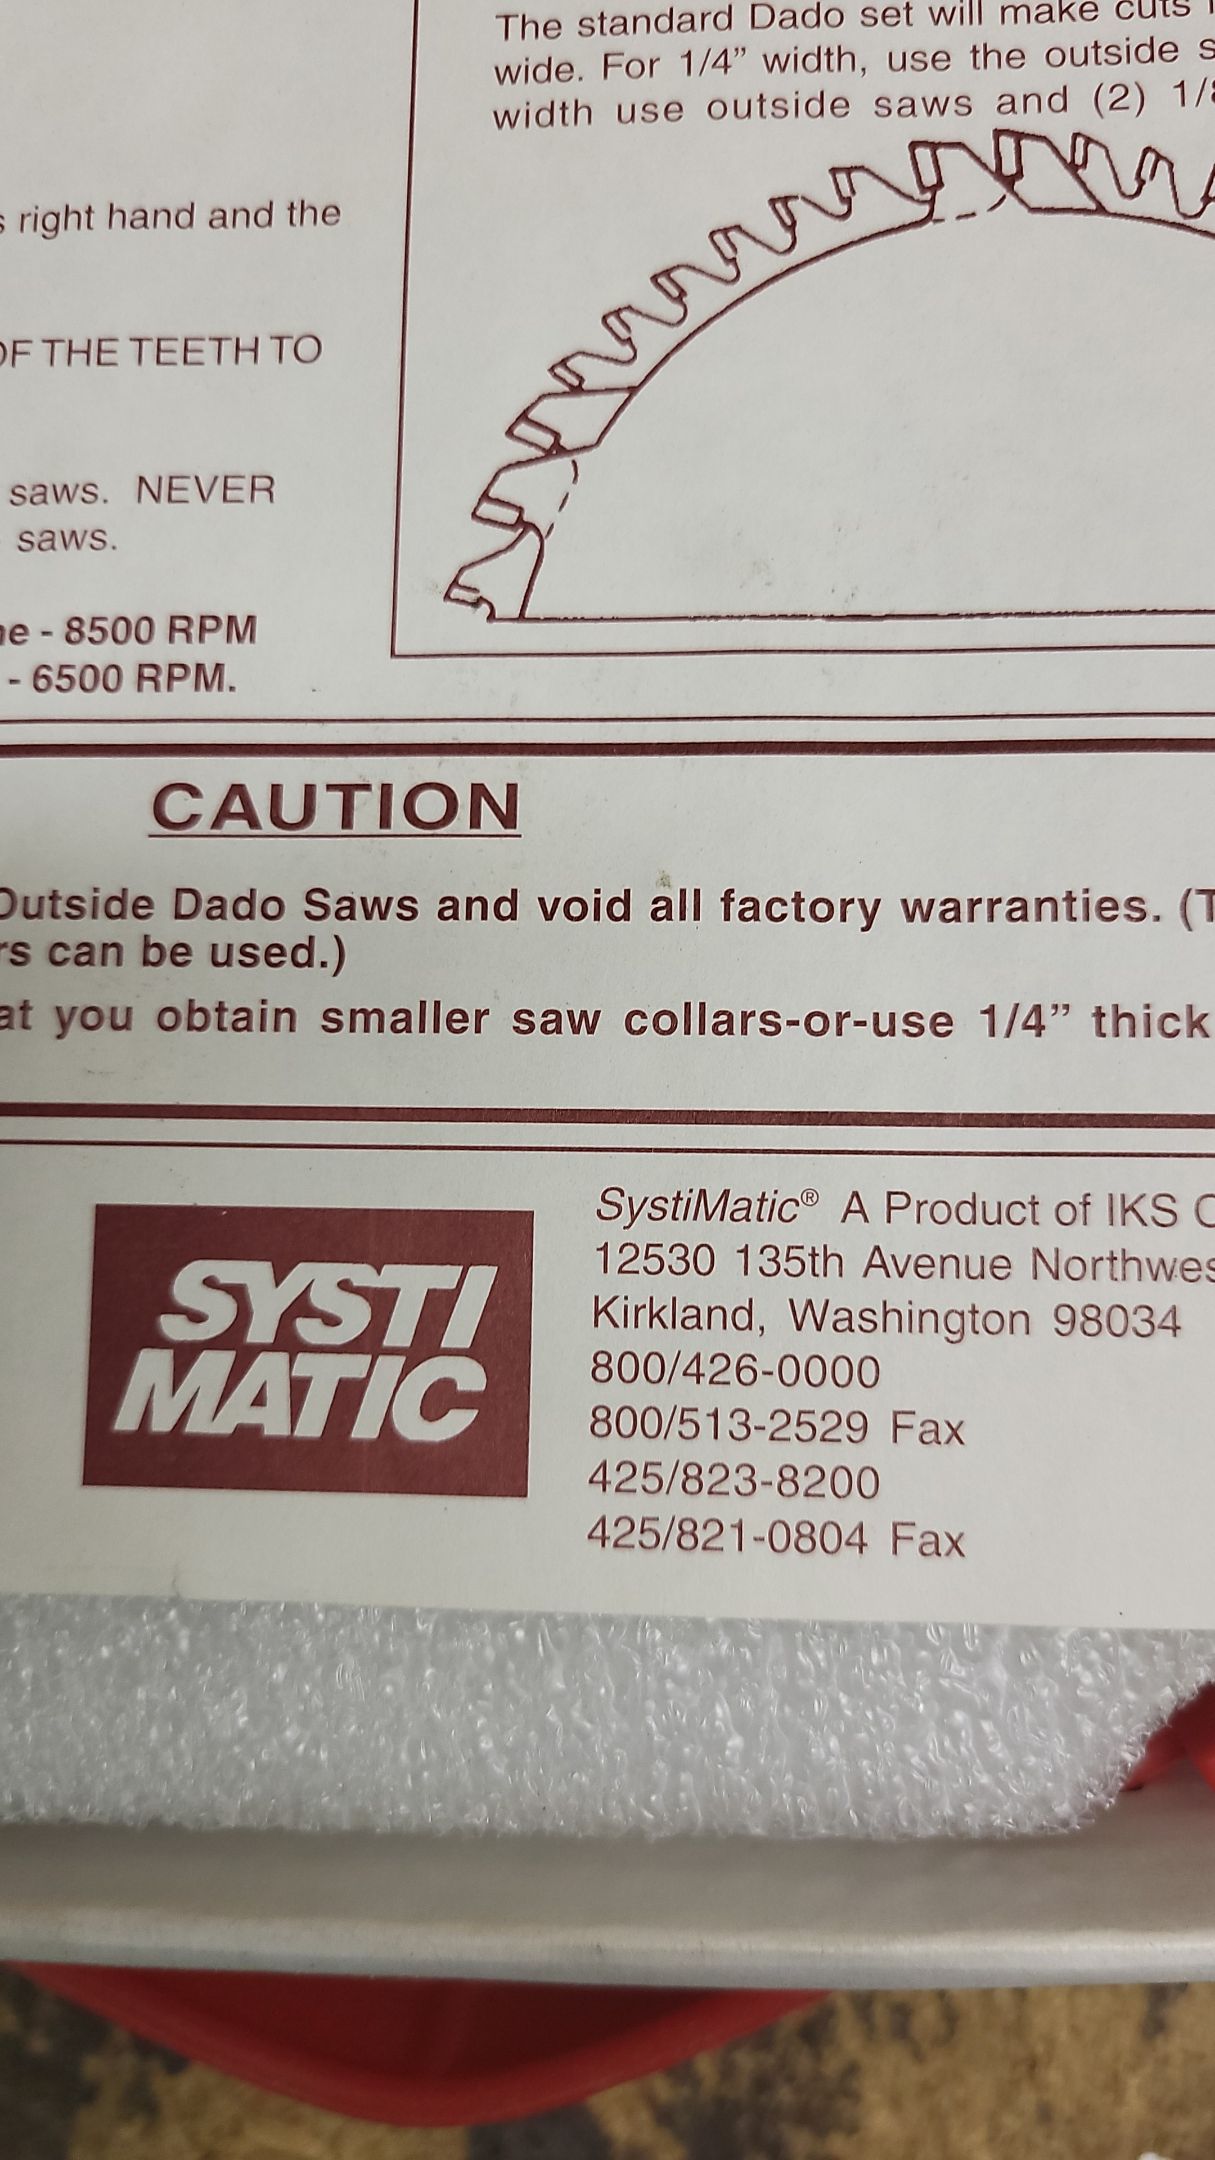 The standard Dado set will make cuts
wide. For 1/4" width, use the outside
width use outside saws and (2)
right hand and the
OF THE TEETH TO
saws. NEVER
saws.
- 8500 RPM
- 6500 RPM.
CAUTION
Outside Dado Saws and void all factory warranties. (T
can be used.)
you obtain smaller saw collars-or-use 1/4" thick
SYSTI
MATIC
SystiMatic® A Product of IKS
12530 135th Avenue Northwes
Kirkland, Washington 98034
800/426-0000
800/513-2529 Fax
425/823-8200
425/821-0804 Fax